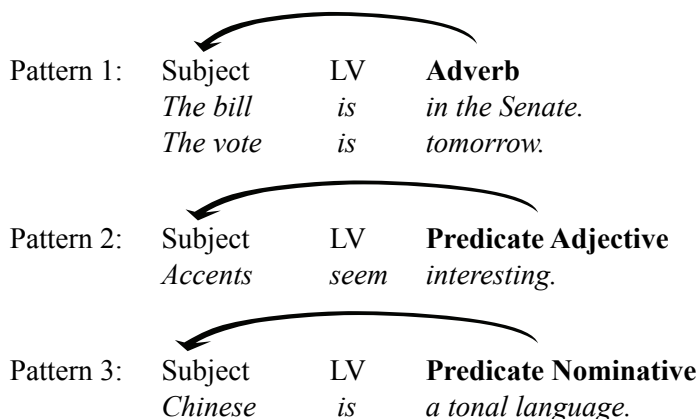 Pattern 1: Subject LV Adverb
The bill is in the Senate.
The vote is tomorrow.
Pattern 2: Subject LV Predicate Adjective
Accents seem interesting.
Pattern 3: Subject LV Predicate Nominative
Chinese is a tonal language.